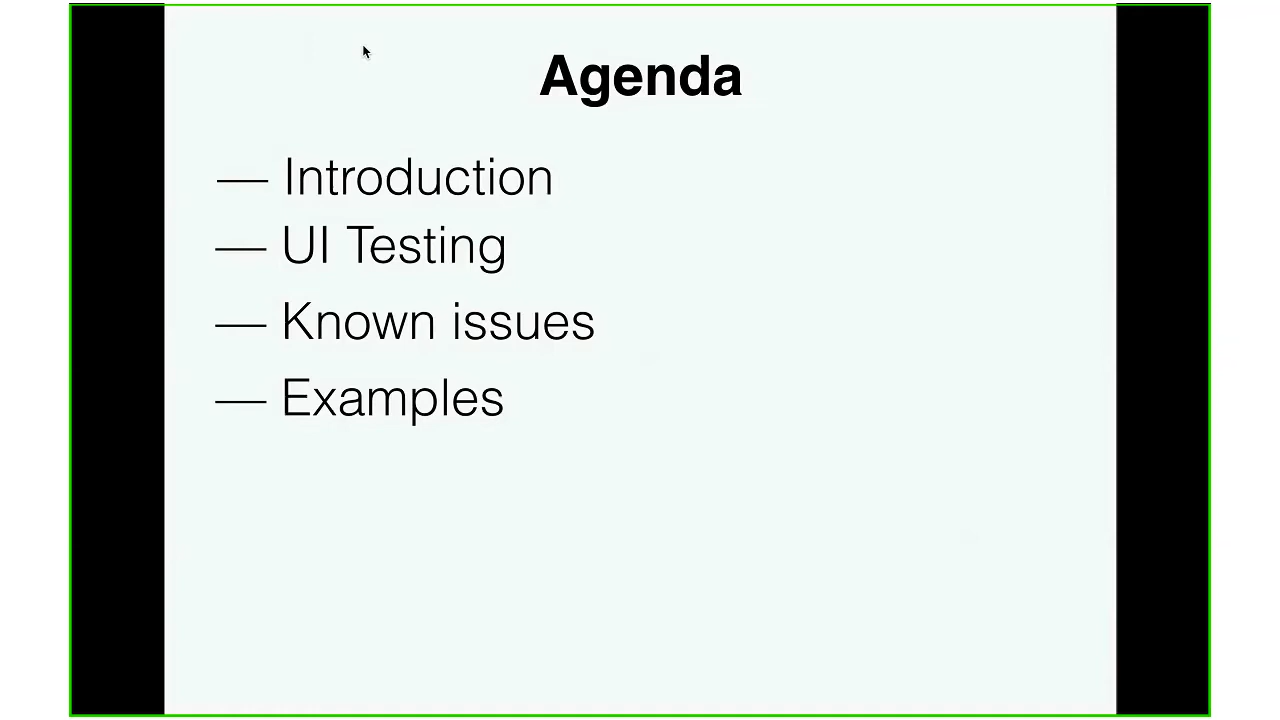 Agenda
— Introduction
— UI Testing
— Known issues
— Examples